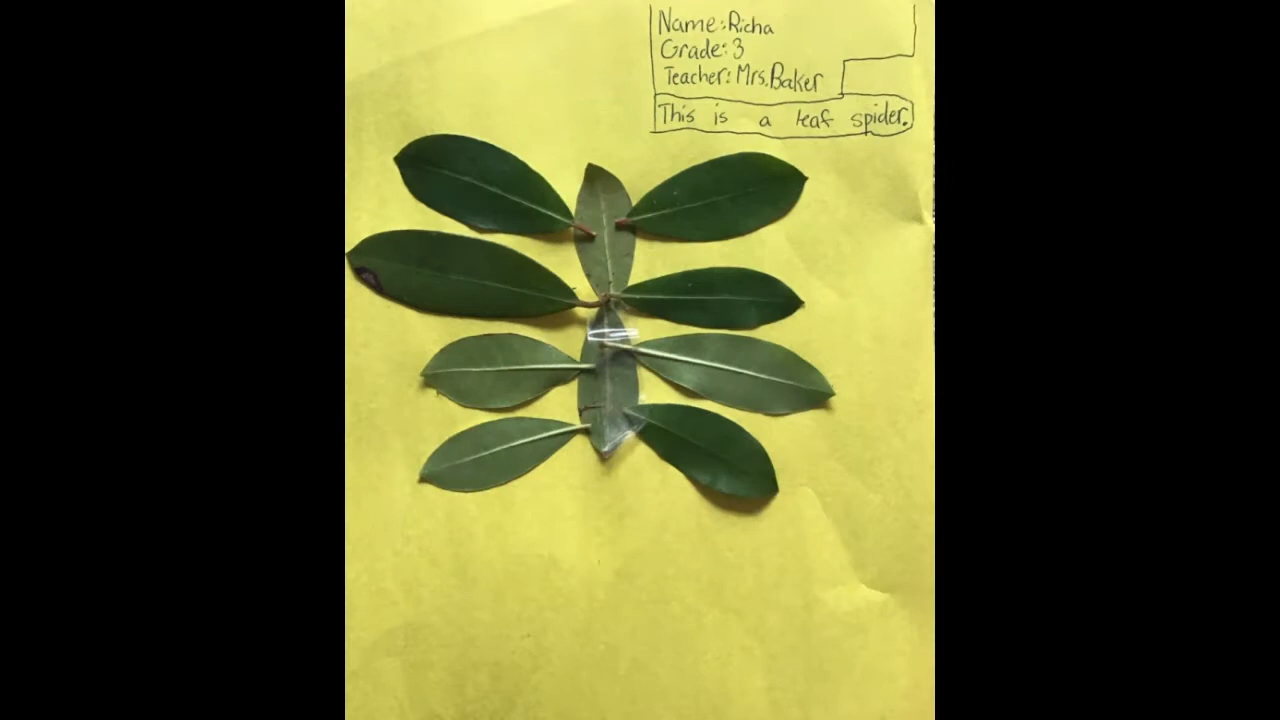 Name: Richa
Grade: 3
Teacher: Mrs. Baker
This is a leaf spider.